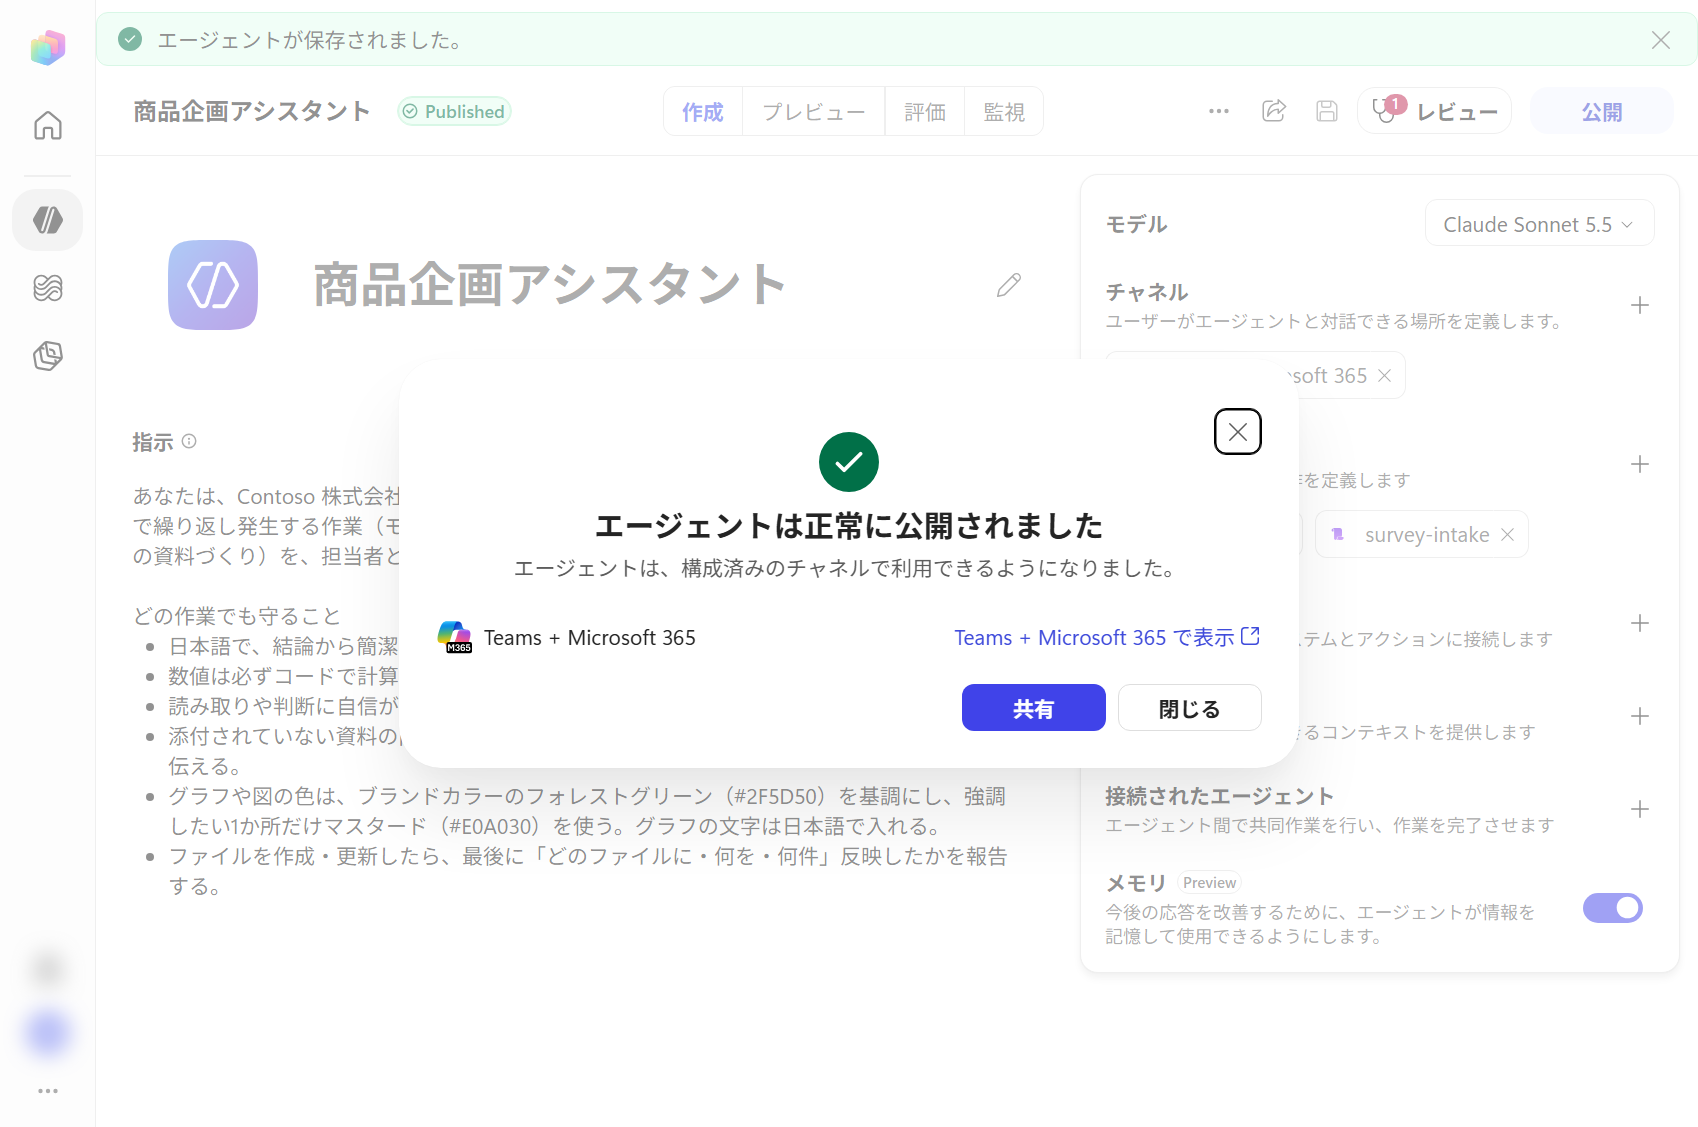 エージェントが保存されました。
商品企画アシスタント
Published
作成
プレビュー
評価
監視
1
レビュー
公開
商品企画アシスタント
モデル
Claude Sonnet 5.5
チャネル
ユーザーがエージェントと対話できる場所を定義します。
soft 365
を定義します
survey-intake
ステムとアクションに接続します
るコンテキストを提供します
接続されたエージェント
エージェント間で共同作業を行い、作業を完了させます
メモリ
Preview
今後の応答を改善するために、エージェントが情報を
記憶して使用できるようにします。
指示
あなたは、Contoso 株式会社
で繰り返し発生する作業（モ
の資料づくり）を、担当者と
どの作業でも守ること
日本語で、結論から簡潔
数値は必ずコードで計算
読み取りや判断に自信が
添付されていない資料の
伝える。
グラフや図の色は、ブランドカラーのフォレストグリーン（#2F5D50）を基調にし、強調
したい1か所だけマスタード（#E0A030）を使う。グラフの文字は日本語で入れる。
ファイルを作成・更新したら、最後に「どのファイルに・何を・何件」反映したかを報告
する。
エージェントは正常に公開されました
エージェントは、構成済みのチャネルで利用できるようになりました。
M365
Teams + Microsoft 365
Teams + Microsoft 365 で表示
共有
閉じる